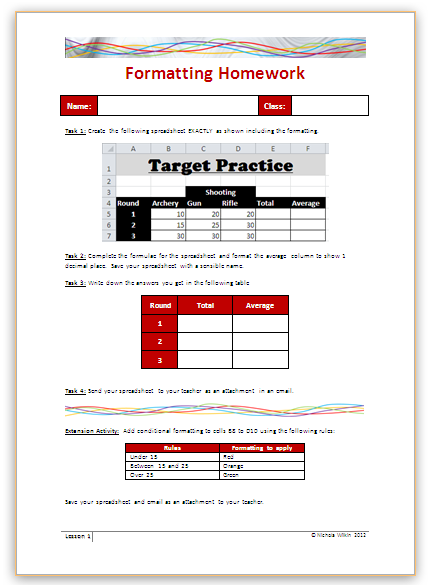 Formatting Homework
Name: Class:
Task 1: Create the following spreadsheet EXACTLY as shown including the formatting.
A B C D E F
1 Target Practice
2
3 Shooting
4 Round Archery Gun Rifle Total Average
5 1 10 20 20
6 2 15 25 30
7 3 30 30 30
Task 2: Complete the formulas for the spreadsheet and format the average column to show 1
decimal place. Save your spreadsheet with a sensible name.
Task 3: Write down the answers you get in the following table
Round Total Average
1
2
3
Task 4: Send your spreadsheet to your teacher as an attachment in an email.
Extension Activity: Add conditional formatting to cells B5 to D10 using the following rules:
Rules Formatting to apply
Under 15 Red
Between 15 and 25 Orange
Over 25 Green
Save your spreadsheet and email as an attachment to your teacher.
Lesson 1 © Nichola Wilkin 2012